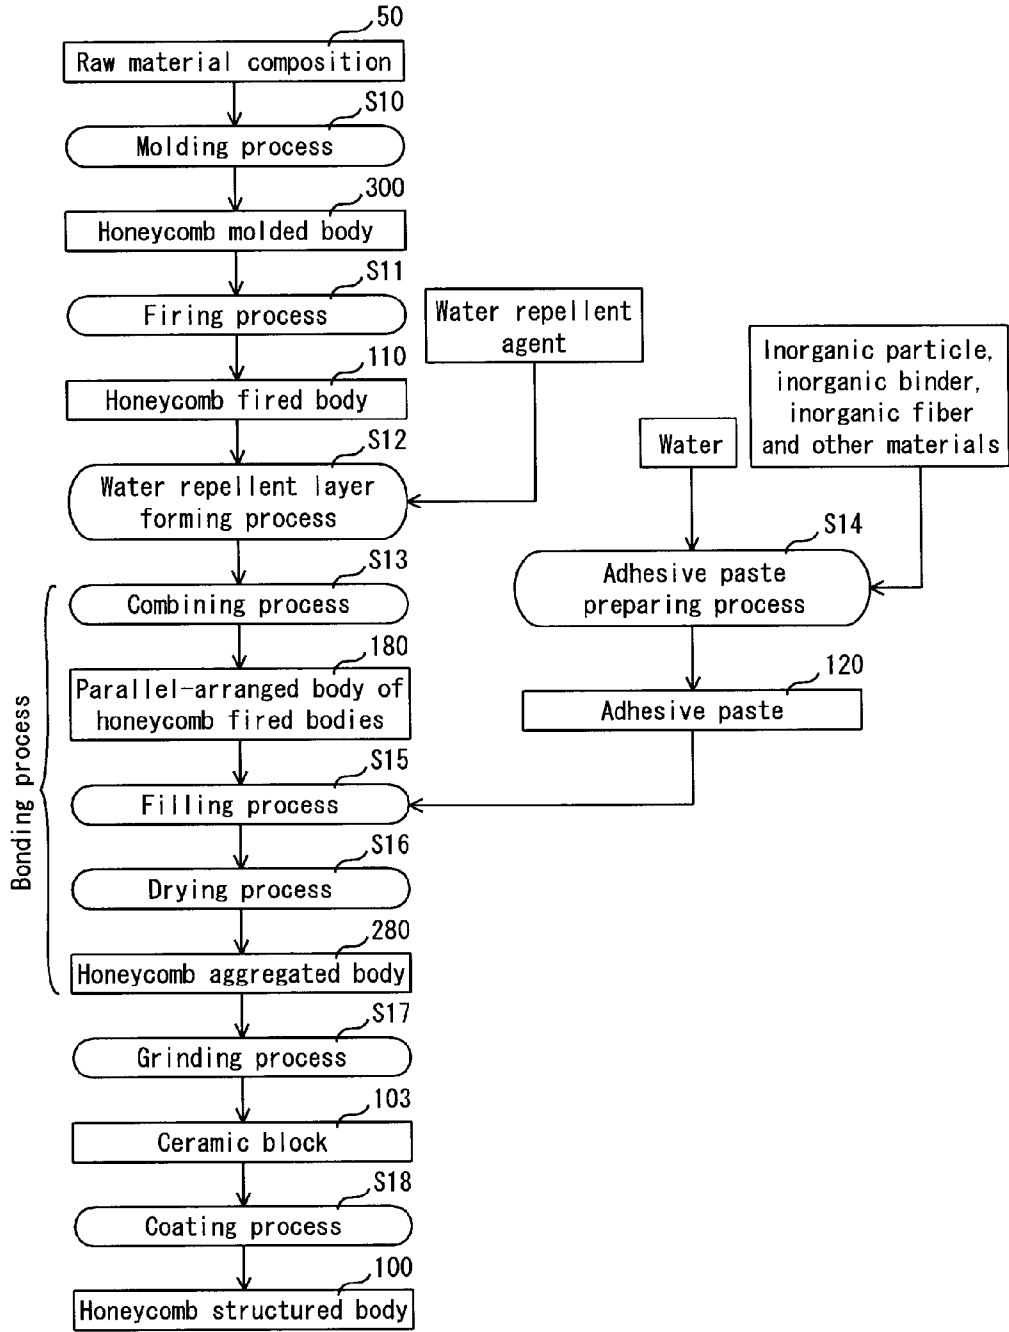 50
Raw material composition
S10
Molding process
300
Honeycomb molded body
S11
Firing process
110
Honeycomb fired body
S12
Water repellent layer
forming process
Water repellent
agent
S13
Combining process
180
Parallel-arranged body of
honeycomb fired bodies
S15
Filling process
S16
Drying process
280
Honeycomb aggregated body
Bonding process
Water
Inorganic particle,
inorganic binder,
inorganic fiber
and other materials
S14
Adhesive paste
preparing process
120
Adhesive paste
S17
Grinding process
103
Ceramic block
S18
Coating process
100
Honeycomb structured body